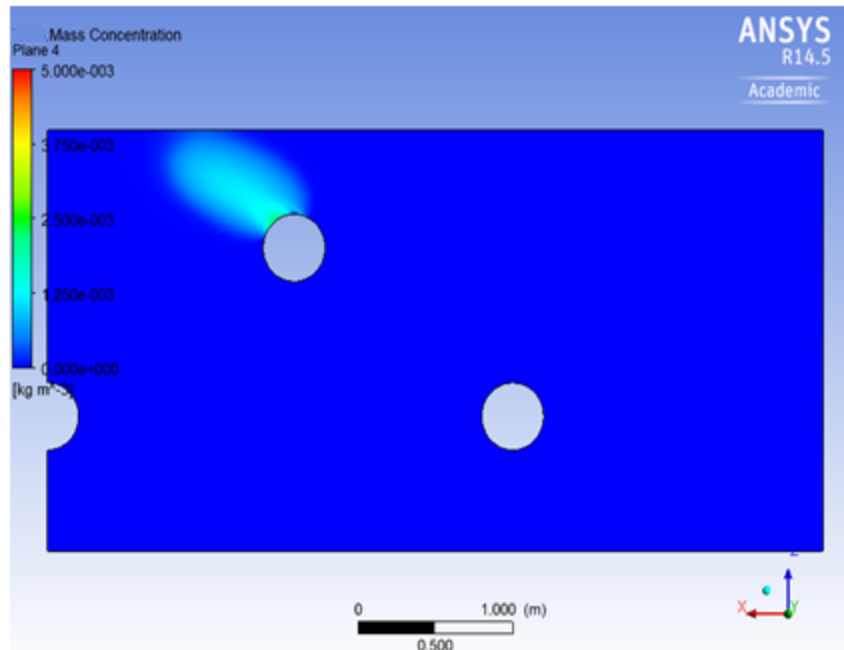 .Mass Concentration
Plane 4
5.000e-003
3.750e-003
2.500e-003
1.250e-003
0.000e+000
[kg m^-3]
ANSYS
R14.5
Academic
0 1.000 (m)
0.500
Z
X
Y